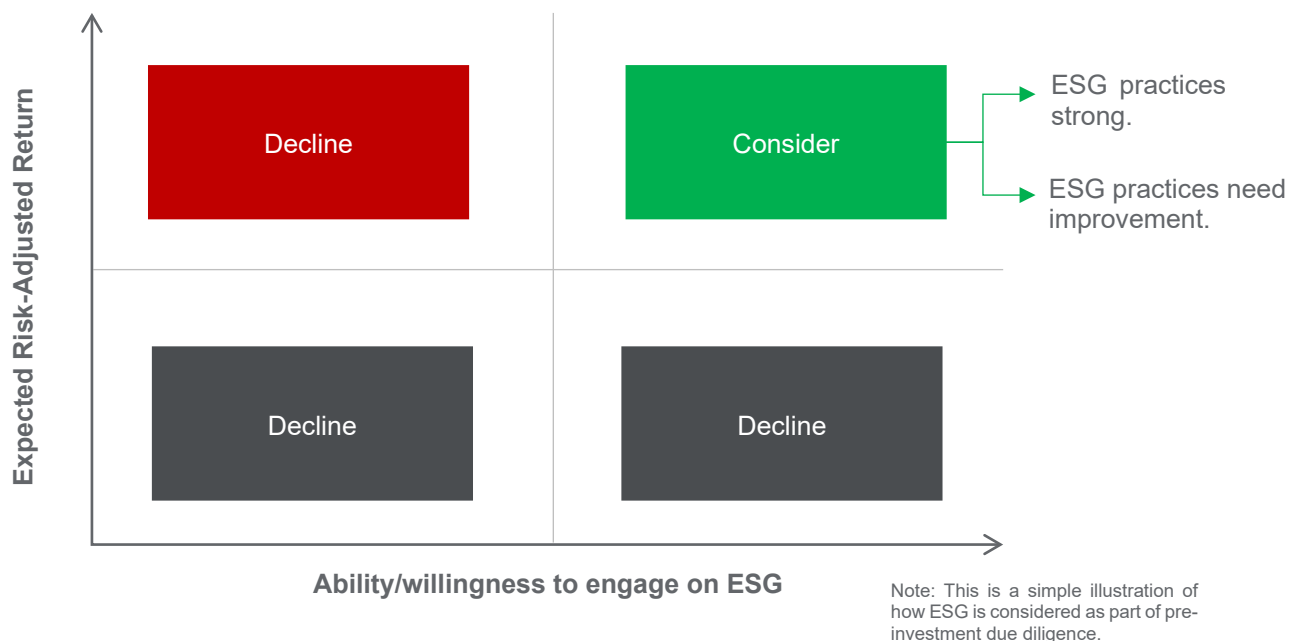 Expected Risk-Adjusted Return
Decline
Consider
ESG practices
strong.
ESG practices need
improvement.
Decline
Decline
Ability/willingness to engage on ESG
Note: This is a simple illustration of
how ESG is considered as part of pre-
investment due diligence.